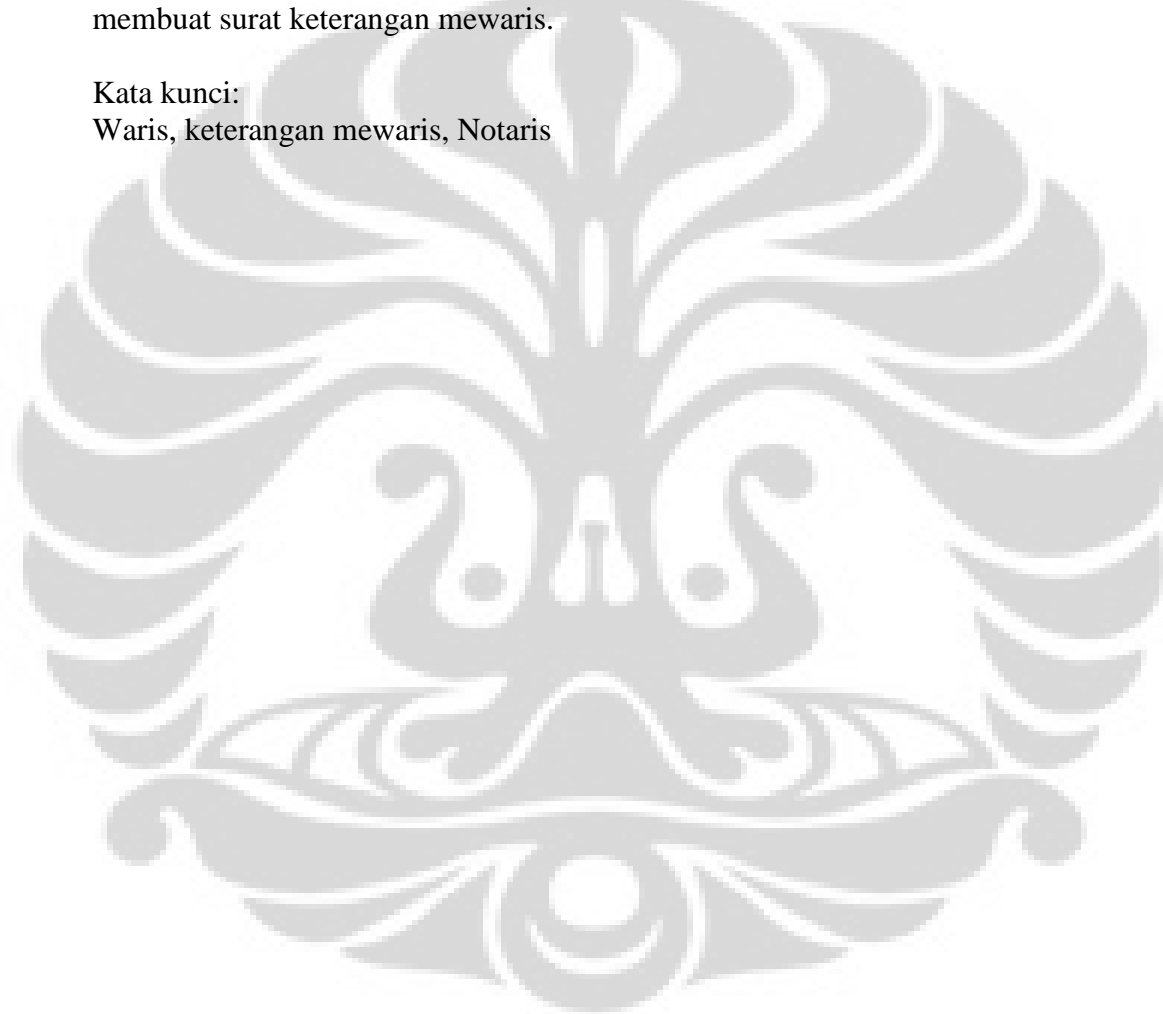 membuat surat keterangan mewaris.
Kata kunci:
Waris, keterangan mewaris, Notaris